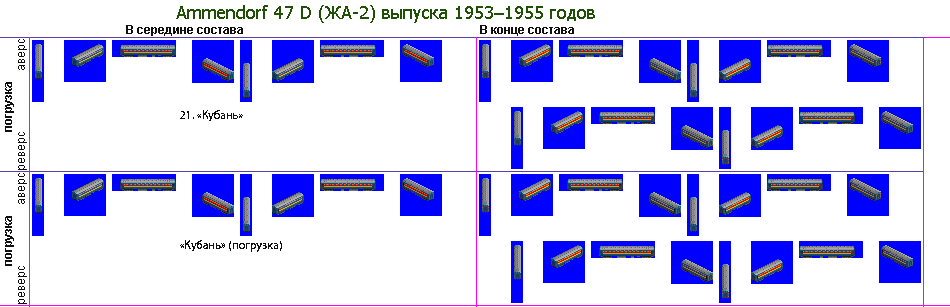 Ammendorf 47 D (ЖА-2) выпуска 1953–1955 годов
В середине состава
В конце состава
погрузка
аверс
реверс
21. «Кубань»
погрузка
аверс
реверс
«Кубань» (погрузка)